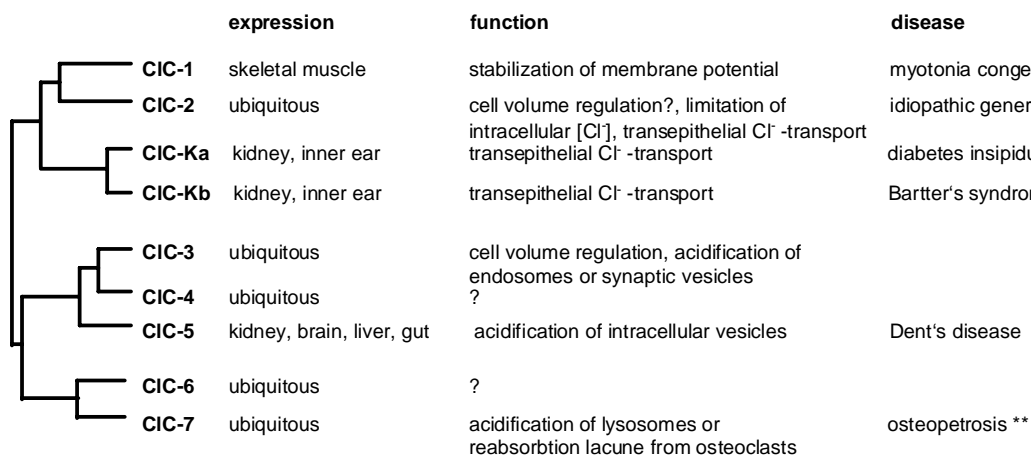 expression function disease
ClC-1 skeletal muscle stabilization of membrane potential myotonia conge
ClC-2 ubiquitous cell volume regulation?, limitation of idiopathic gener
intracellular [Cl⁻], transepithelial Cl⁻ -transport
ClC-Ka kidney, inner ear transepithelial Cl⁻ -transport diabetes insipidu
ClC-Kb kidney, inner ear transepithelial Cl⁻ -transport Bartter‘s syndro
ClC-3 ubiquitous cell volume regulation, acidification of
endosomes or synaptic vesicles
ClC-4 ubiquitous ?
ClC-5 kidney, brain, liver, gut acidification of intracellular vesicles Dent‘s disease
ClC-6 ubiquitous ?
ClC-7 ubiquitous acidification of lysosomes or osteopetrosis **
reabsorbtion lacune from osteoclasts